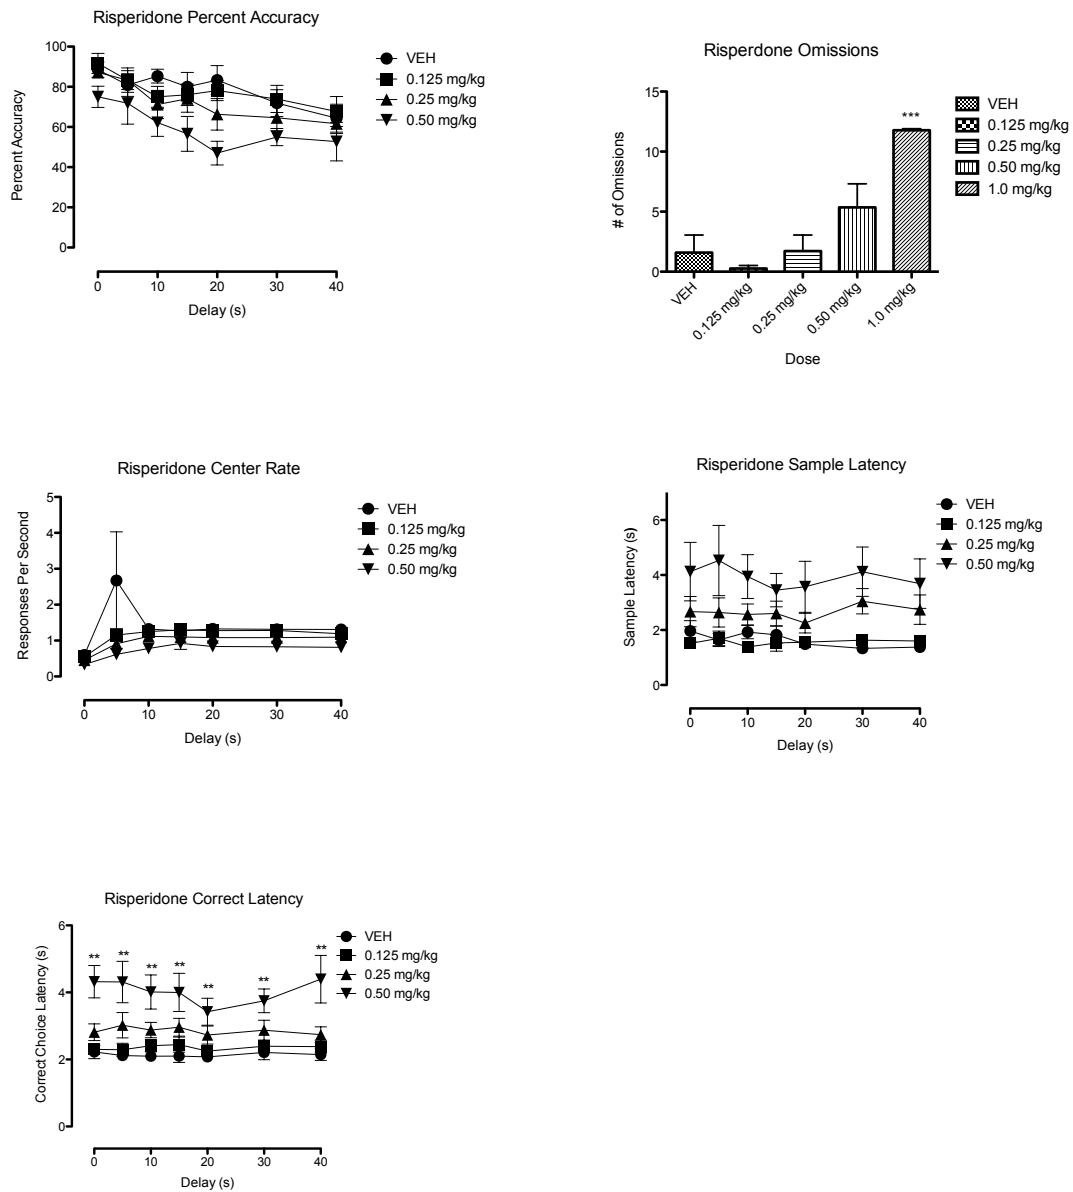 Risperidone Percent Accuracy
Percent Accuracy
100
80
60
40
20
0
0 10 20 30 40
Delay (s)
VEH
0.125 mg/kg
0.25 mg/kg
0.50 mg/kg
Risperdone Omissions
# of Omissions
15
10
5
0
***
VEH
0.125 mg/kg
0.25 mg/kg
0.50 mg/kg
1.0 mg/kg
Dose
VEH
0.125 mg/kg
0.25 mg/kg
0.50 mg/kg
1.0 mg/kg
Risperidone Center Rate
Responses Per Second
5
4
3
2
1
0
0 10 20 30 40
Delay (s)
VEH
0.125 mg/kg
0.25 mg/kg
0.50 mg/kg
Risperidone Sample Latency
Sample Latency (s)
6
4
2
0
0 10 20 30 40
Delay (s)
VEH
0.125 mg/kg
0.25 mg/kg
0.50 mg/kg
Risperidone Correct Latency
Correct Choice Latency (s)
6
4
2
0
** ** ** ** ** ** **
0 10 20 30 40
Delay (s)
VEH
0.125 mg/kg
0.25 mg/kg
0.50 mg/kg